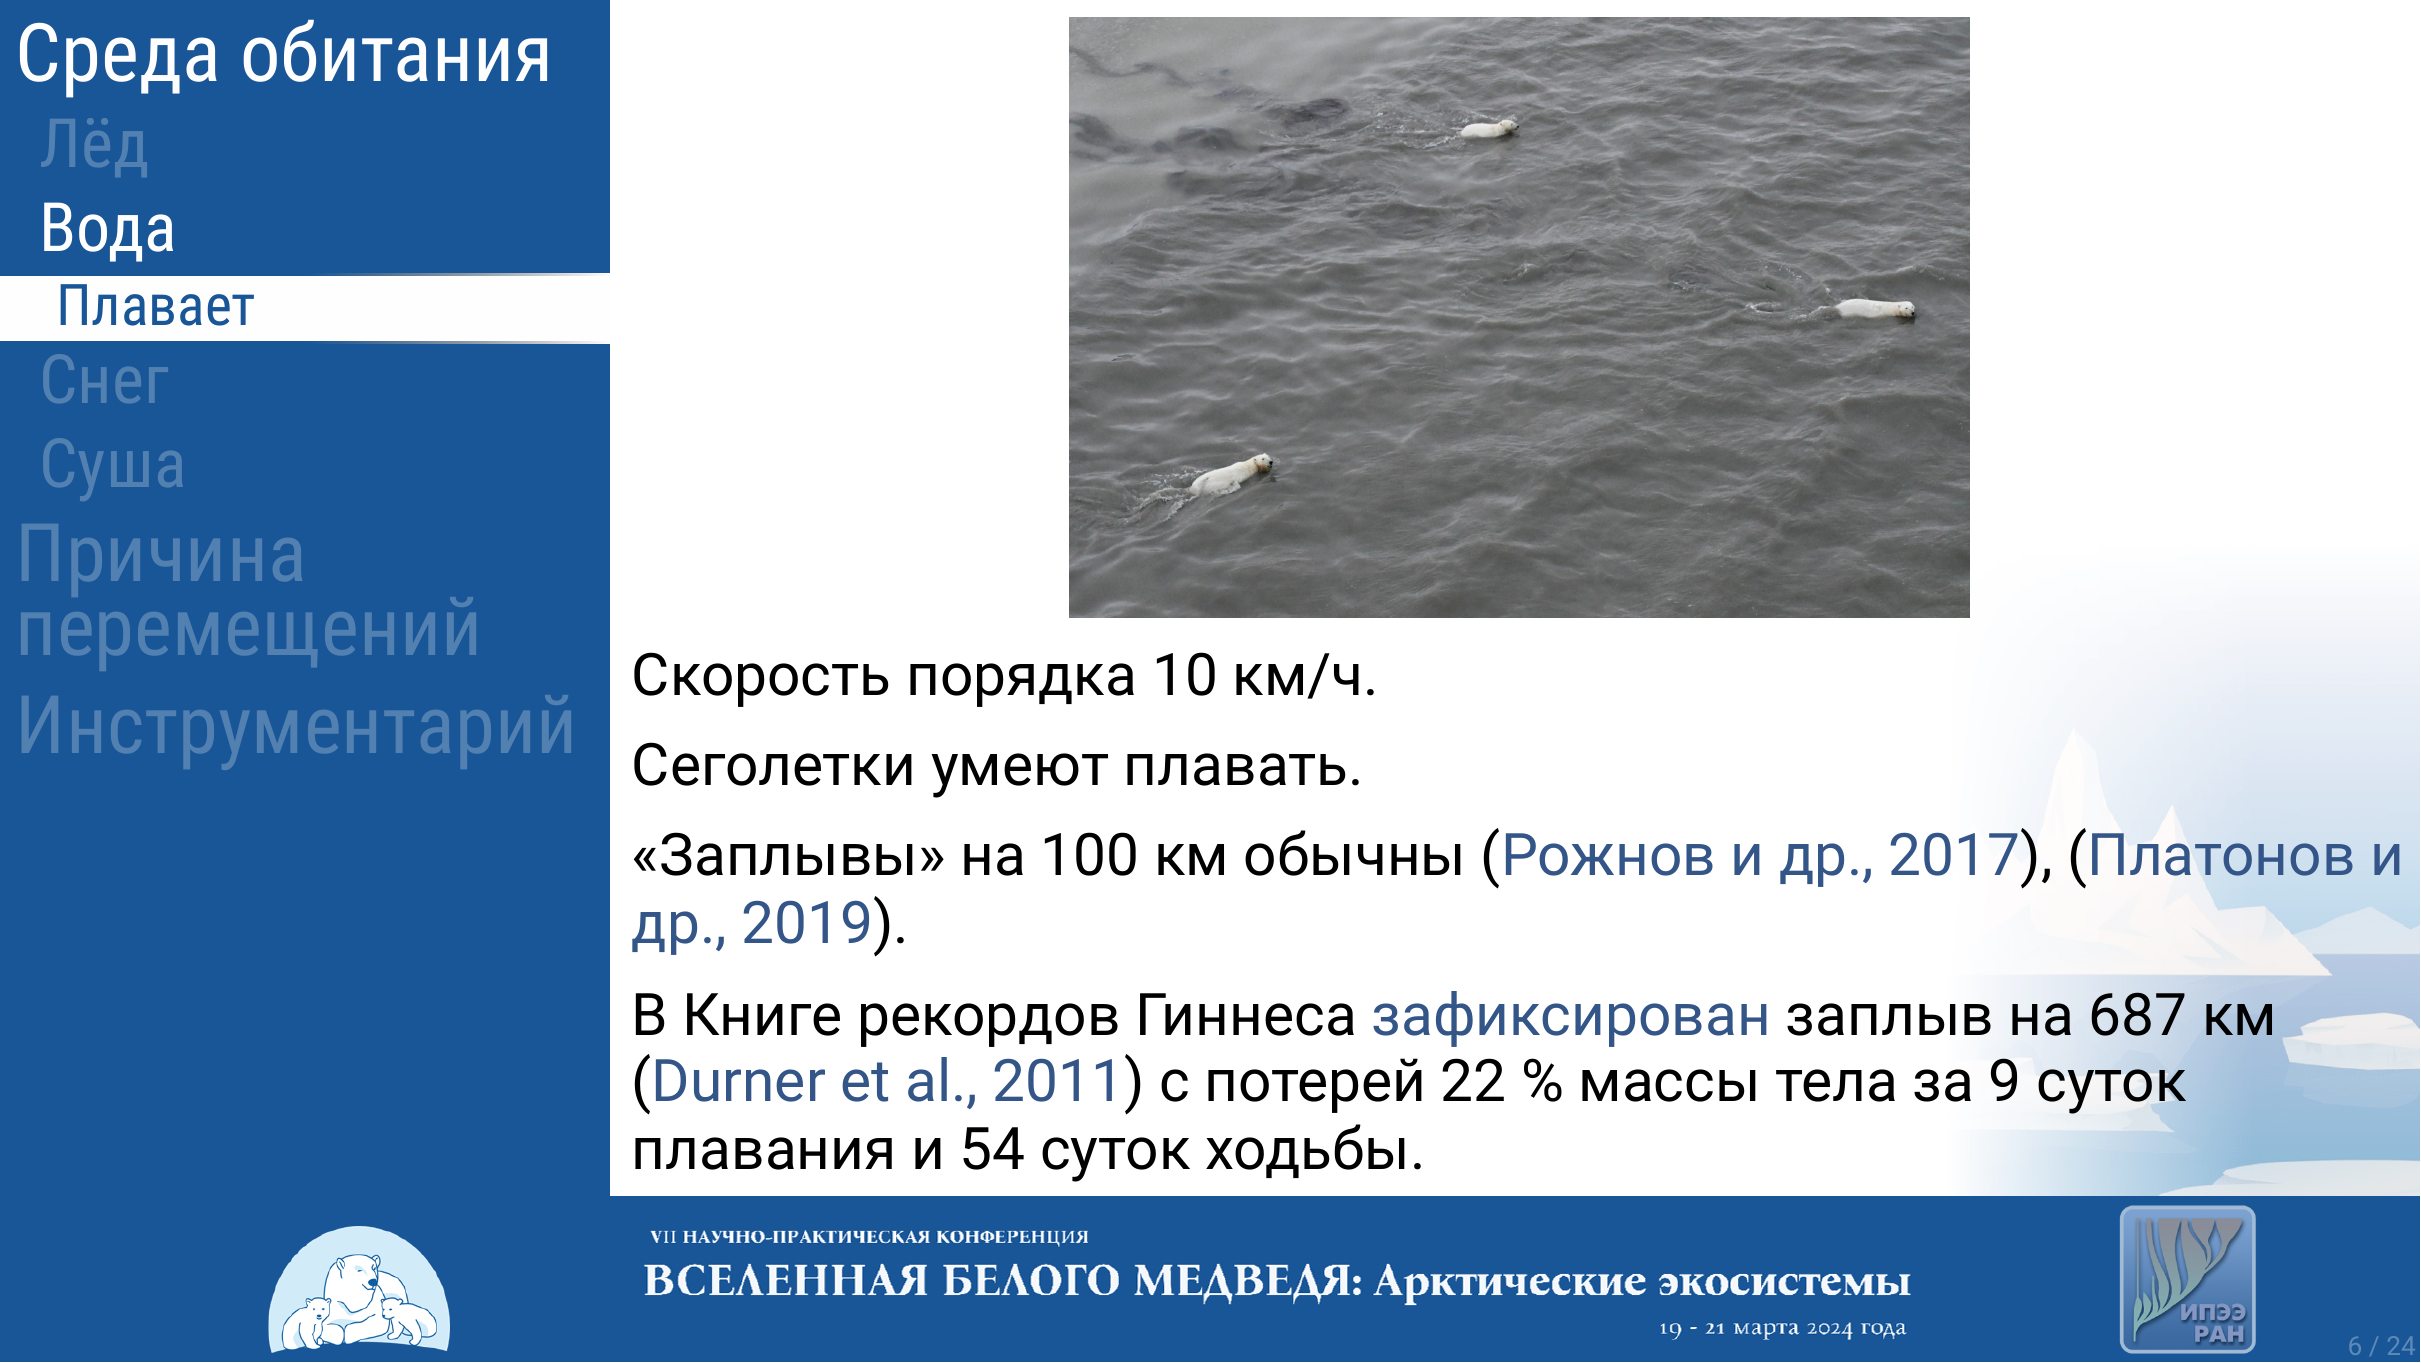 Среда обитания
Лёд
Вода
Плавает
Снег
Суша
Причина
перемещений
Инструментарий
Скорость порядка 10 км/ч.
Сеголетки умеют плавать.
«Заплывы» на 100 км обычны (Рожнов и др., 2017), (Платонов и
др., 2019).
В Книге рекордов Гиннеса зафиксирован заплыв на 687 км
(Durner et al., 2011) с потерей 22 % массы тела за 9 суток
плавания и 54 суток ходьбы.
VII НАУЧНО-ПРАКТИЧЕСКАЯ КОНФЕРЕНЦИЯ
ВСЕЛЕННАЯ БЕЛОГО МЕДВЕДЯ: Арктические экосистемы
19 - 21 марта 2024 года
ИПЭЭ
РАН
6 / 24